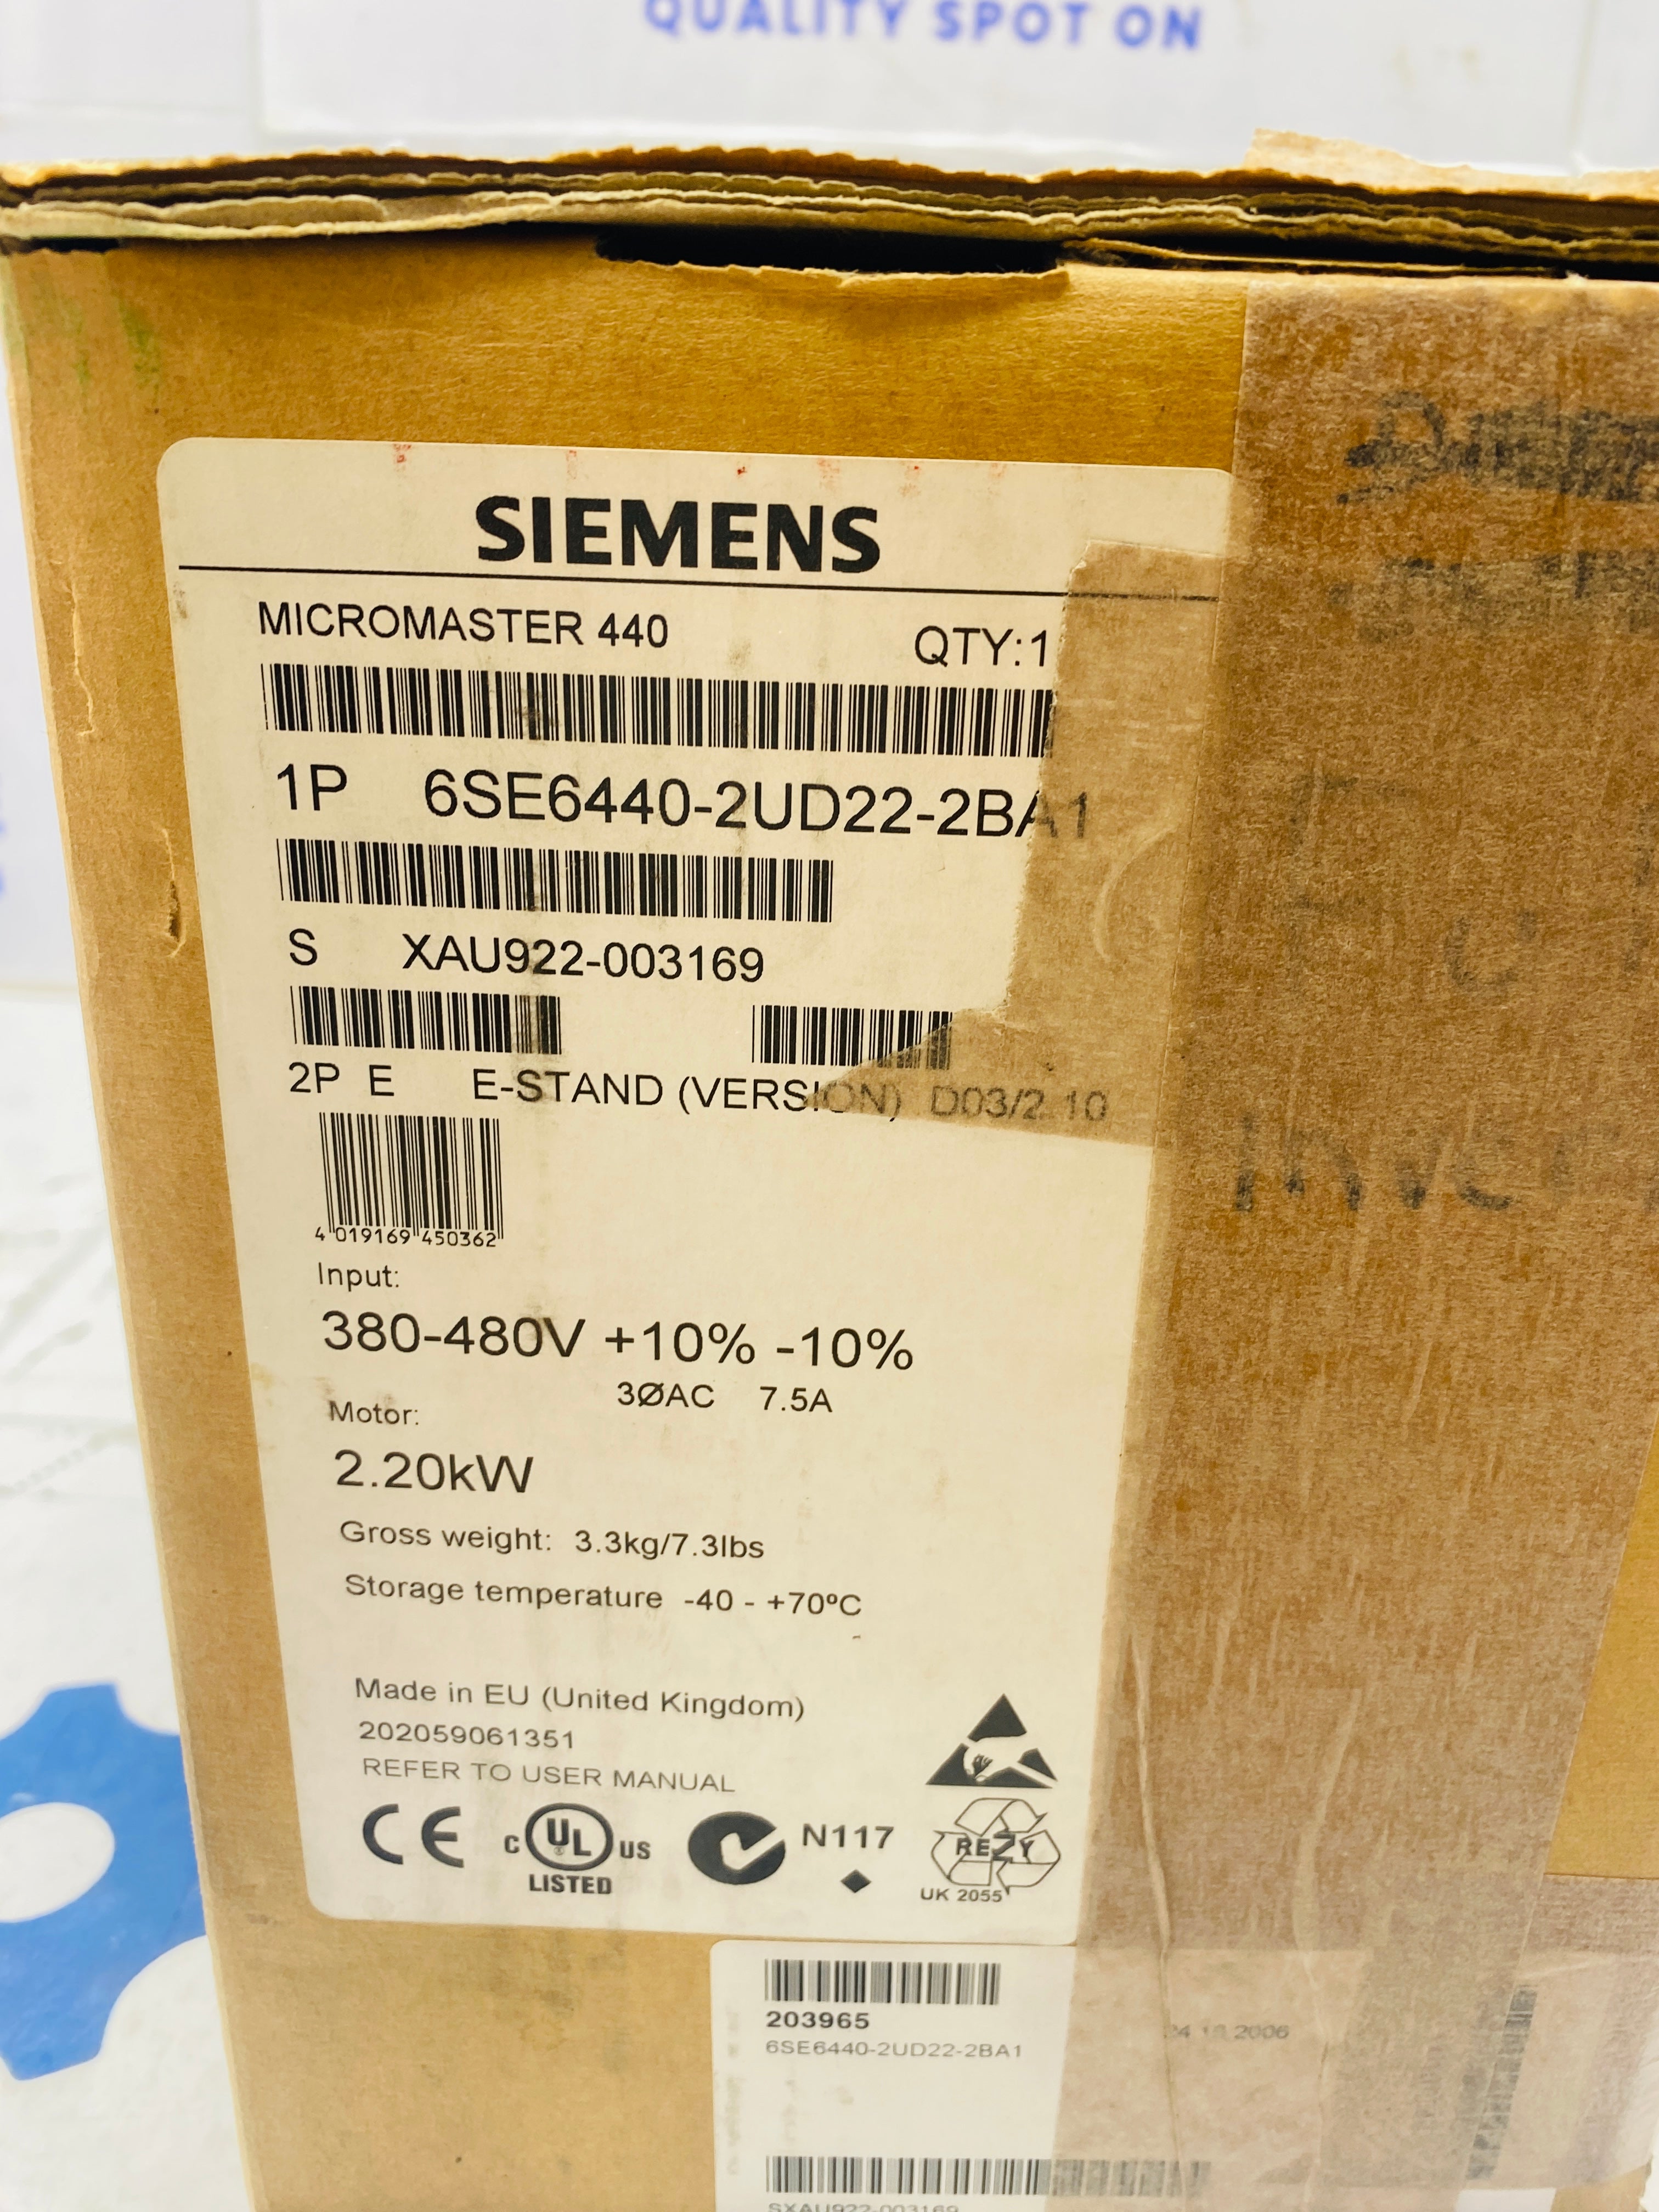 QUALITY SPOT ON
SIEMENS
MICROMASTER 440 QTY:1
1P 6SE6440-2UD22-2BA1
S XAU922-003169
2P E E-STAND (VERSION) D03/2.10
4 019169 450362
Input:
380-480V +10% -10%
3ØAC 7.5A
Motor:
2.20kW
Gross weight: 3.3kg/7.3lbs
Storage temperature -40 - +70ºC
Made in EU (United Kingdom)
202059061351
REFER TO USER MANUAL
CE C UL US N117 REZY
LISTED UK 2055
203965
6SE6440-2UD22-2BA1 2006
SXAU922-003169